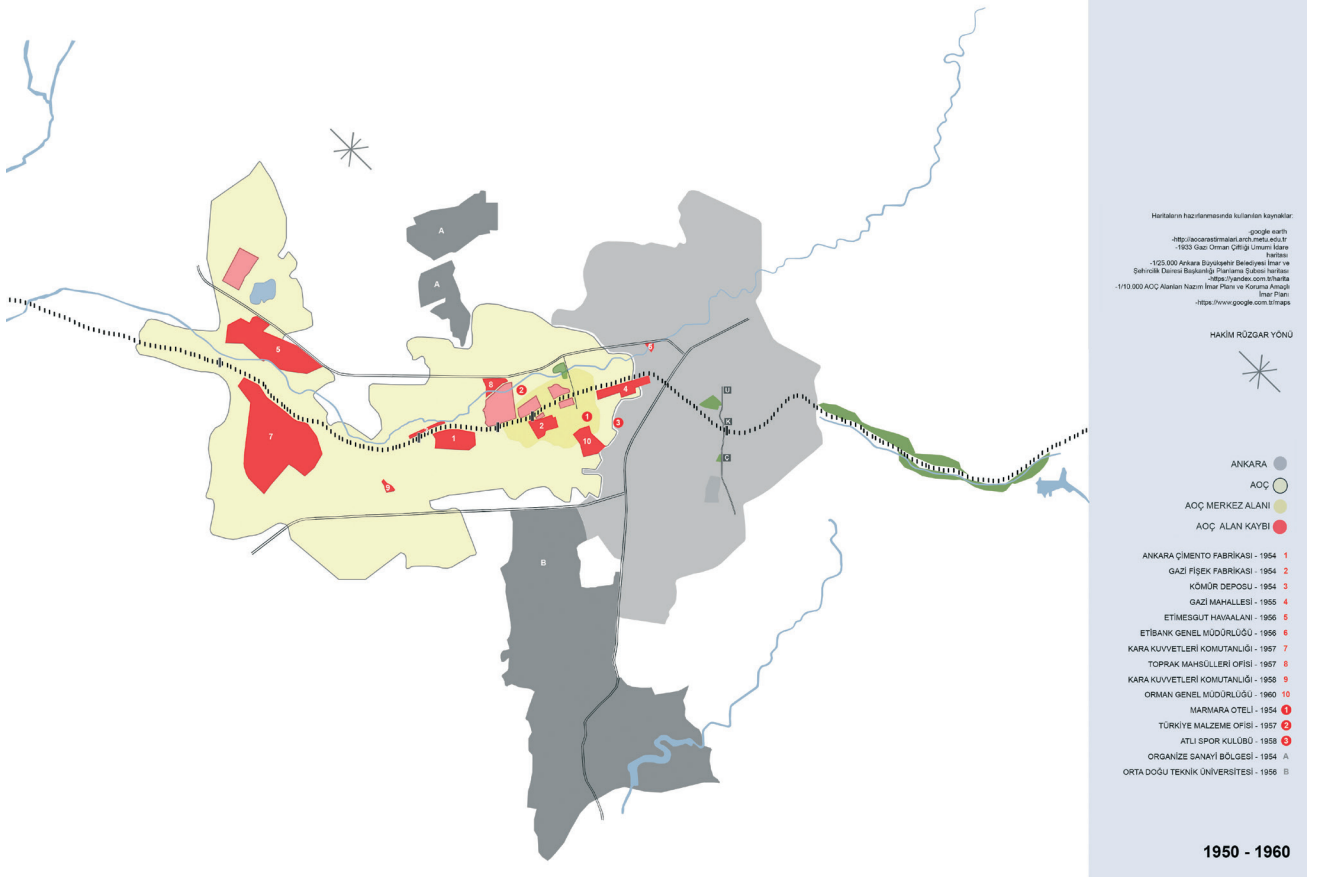 A
A
5
8
2
6
4
1
3
7
1
2
10
9
U
K
C
B
Haritaların hazırlanmasında kullanılan kaynaklar:
-google earth
-http://aocarastirmalari.arch.metu.edu.tr
-1933 Gazi Orman Çiftliği Umumi İdare
haritası
-1/25.000 Ankara Büyükşehir Belediyesi İmar ve
Şehircilik Dairesi Başkanlığı Planlama Şubesi haritası
-https://yandex.com.tr/harita
-1/10.000 AOÇ Alanları Nazım İmar Planı ve Koruma Amaçlı
İmar Planı
-https://www.google.com.tr/maps
HAKİM RÜZGAR YÖNÜ
ANKARA
AOÇ
AOÇ MERKEZ ALANI
AOÇ ALAN KAYBI
ANKARA ÇİMENTO FABRİKASI - 1954 1
GAZİ FİŞEK FABRİKASI - 1954 2
KÖMÜR DEPOSU - 1954 3
GAZİ MAHALLESİ - 1955 4
ETİMESGUT HAVAALANI - 1956 5
ETİBANK GENEL MÜDÜRLÜĞÜ - 1956 6
KARA KUVVETLERİ KOMUTANLIĞI - 1957 7
TOPRAK MAHSÜLLERİ OFİSİ - 1957 8
KARA KUVVETLERİ KOMUTANLIĞI - 1958 9
ORMAN GENEL MÜDÜRLÜĞÜ - 1960 10
MARMARA OTELİ - 1954 1
TÜRKİYE MALZEME OFİSİ - 1957 2
ATLI SPOR KULÜBÜ - 1958 3
ORGANİZE SANAYİ BÖLGESİ - 1954 A
ORTA DOĞU TEKNİK ÜNİVERSİTESİ - 1956 B
1950 - 1960